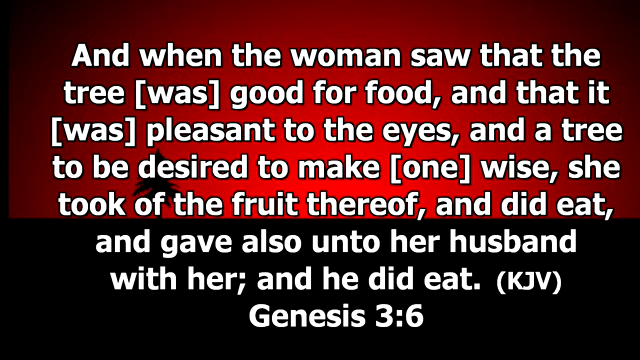 And when the woman saw that the
tree [was] good for food, and that it
[was] pleasant to the eyes, and a tree
to be desired to make [one] wise, she
took of the fruit thereof, and did eat,
and gave also unto her husband
with her; and he did eat. (KJV)
Genesis 3:6